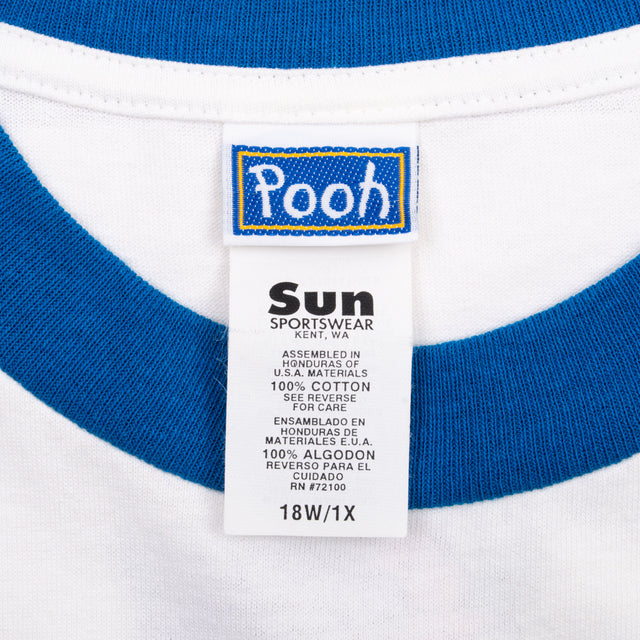 Pooh
Sun
SPORTSWEAR
KENT, WA
ASSEMBLED IN
HONDURAS OF
U.S.A. MATERIALS
100% COTTON
SEE REVERSE
FOR CARE
ENSAMBLADO EN
HONDURAS DE
MATERIALES E.U.A.
100% ALGODON
REVERSO PARA EL
CUIDADO
RN #72100
18W/1X